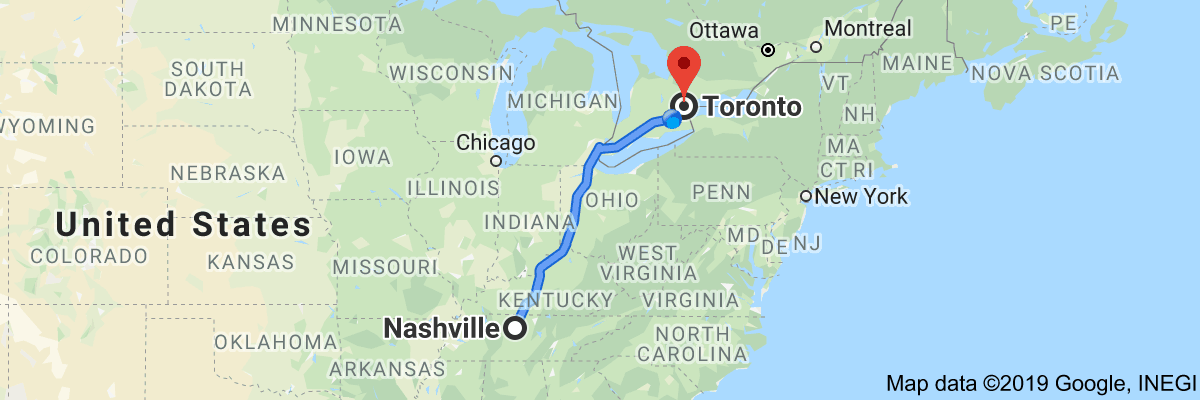 MINNESOTA
Ottawa
Montreal
PE
SOUTH
DAKOTA
WISCONSIN
MICHIGAN
MAINE
NOVA SCOTIA
VT
Toronto
NH
WYOMING
Chicago
MA
IOWA
CT
RI
NEBRASKA
ILLINOIS
OHIO
PENN
New York
United States
INDIANA
MD
DE
NJ
COLORADO
KANSAS
MISSOURI
WEST
VIRGINIA
KENTUCKY
VIRGINIA
Nashville
OKLAHOMA
NORTH
CAROLINA
ARKANSAS
Map data ©2019 Google, INEGI